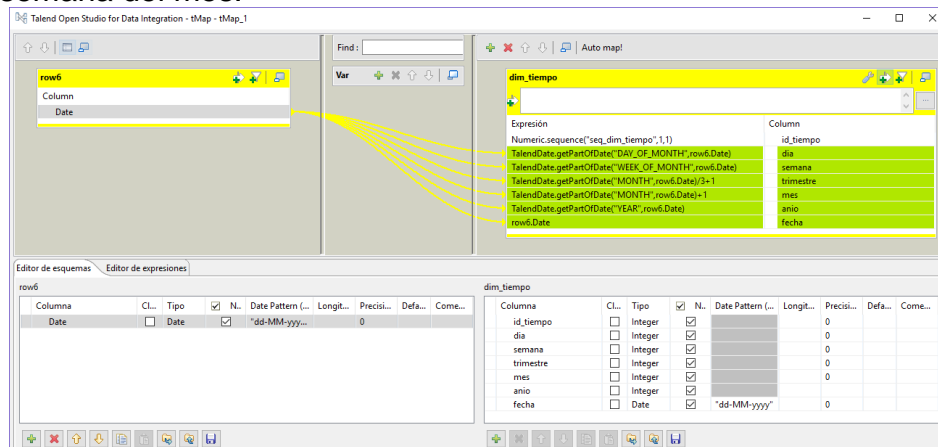 semana del mes.
Talend Open Studio for Data Integration - tMap - tMap_1
Find :
Auto map!
row6
Column
Date
Var
dim_tiempo
...
Expresión Column
Numeric.sequence("seq_dim_tiempo",1,1) id_tiempo
TalendDate.getPartOfDate("DAY_OF_MONTH",row6.Date) dia
TalendDate.getPartOfDate("WEEK_OF_MONTH",row6.Date) semana
TalendDate.getPartOfDate("MONTH",row6.Date)/3+1 trimestre
TalendDate.getPartOfDate("MONTH",row6.Date)+1 mes
TalendDate.getPartOfDate("YEAR",row6.Date) anio
row6.Date fecha
Editor de esquemas Editor de expresiones
row6
Columna Cl... Tipo N.. Date Pattern (... Longit... Precisi... Defa... Come...
Date Date "dd-MM-yyy... 0
dim_tiempo
Columna Cl... Tipo N.. Date Pattern (... Longit... Precisi... Defa... Come...
id_tiempo Integer 0
dia Integer 0
semana Integer 0
trimestre Integer 0
mes Integer 0
anio Integer
fecha Date "dd-MM-yyyy" 0